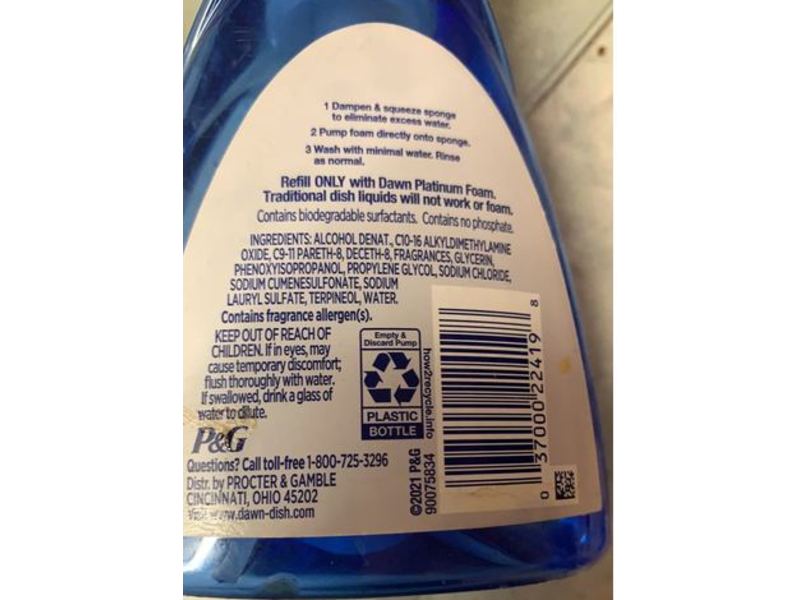 1 Dampen & squeeze sponge
to eliminate excess water.
2 Pump foam directly onto sponge.
3 Wash with minimal water. Rinse
as normal.
Refill ONLY with Dawn Platinum Foam.
Traditional dish liquids will not work or foam.
Contains biodegradable surfactants. Contains no phosphate.
INGREDIENTS: ALCOHOL DENAT., C10-16 ALKYLDIMETHYLAMINE
OXIDE, C9-11 PARETH-8, DECETH-8, FRAGRANCES, GLYCERIN,
PHENOXYISOPROPANOL, PROPYLENE GLYCOL, SODIUM CHLORIDE,
SODIUM CUMENESULFONATE, SODIUM
LAURYL SULFATE, TERPINEOL, WATER.
Contains fragrance allergen(s).
KEEP OUT OF REACH OF
CHILDREN. If in eyes, may
cause temporary discomfort;
flush thoroughly with water.
If swallowed, drink a glass of
water to dilute.
P&G
Questions? Call toll-free 1-800-725-3296
Distr. by PROCTER & GAMBLE
CINCINNATI, OHIO 45202
Visit www.dawn-dish.com
Empty &
Discard Pump
PLASTIC
BOTTLE
how2recycle.info
©2021 P&G
90075834
0 37000 22419 8